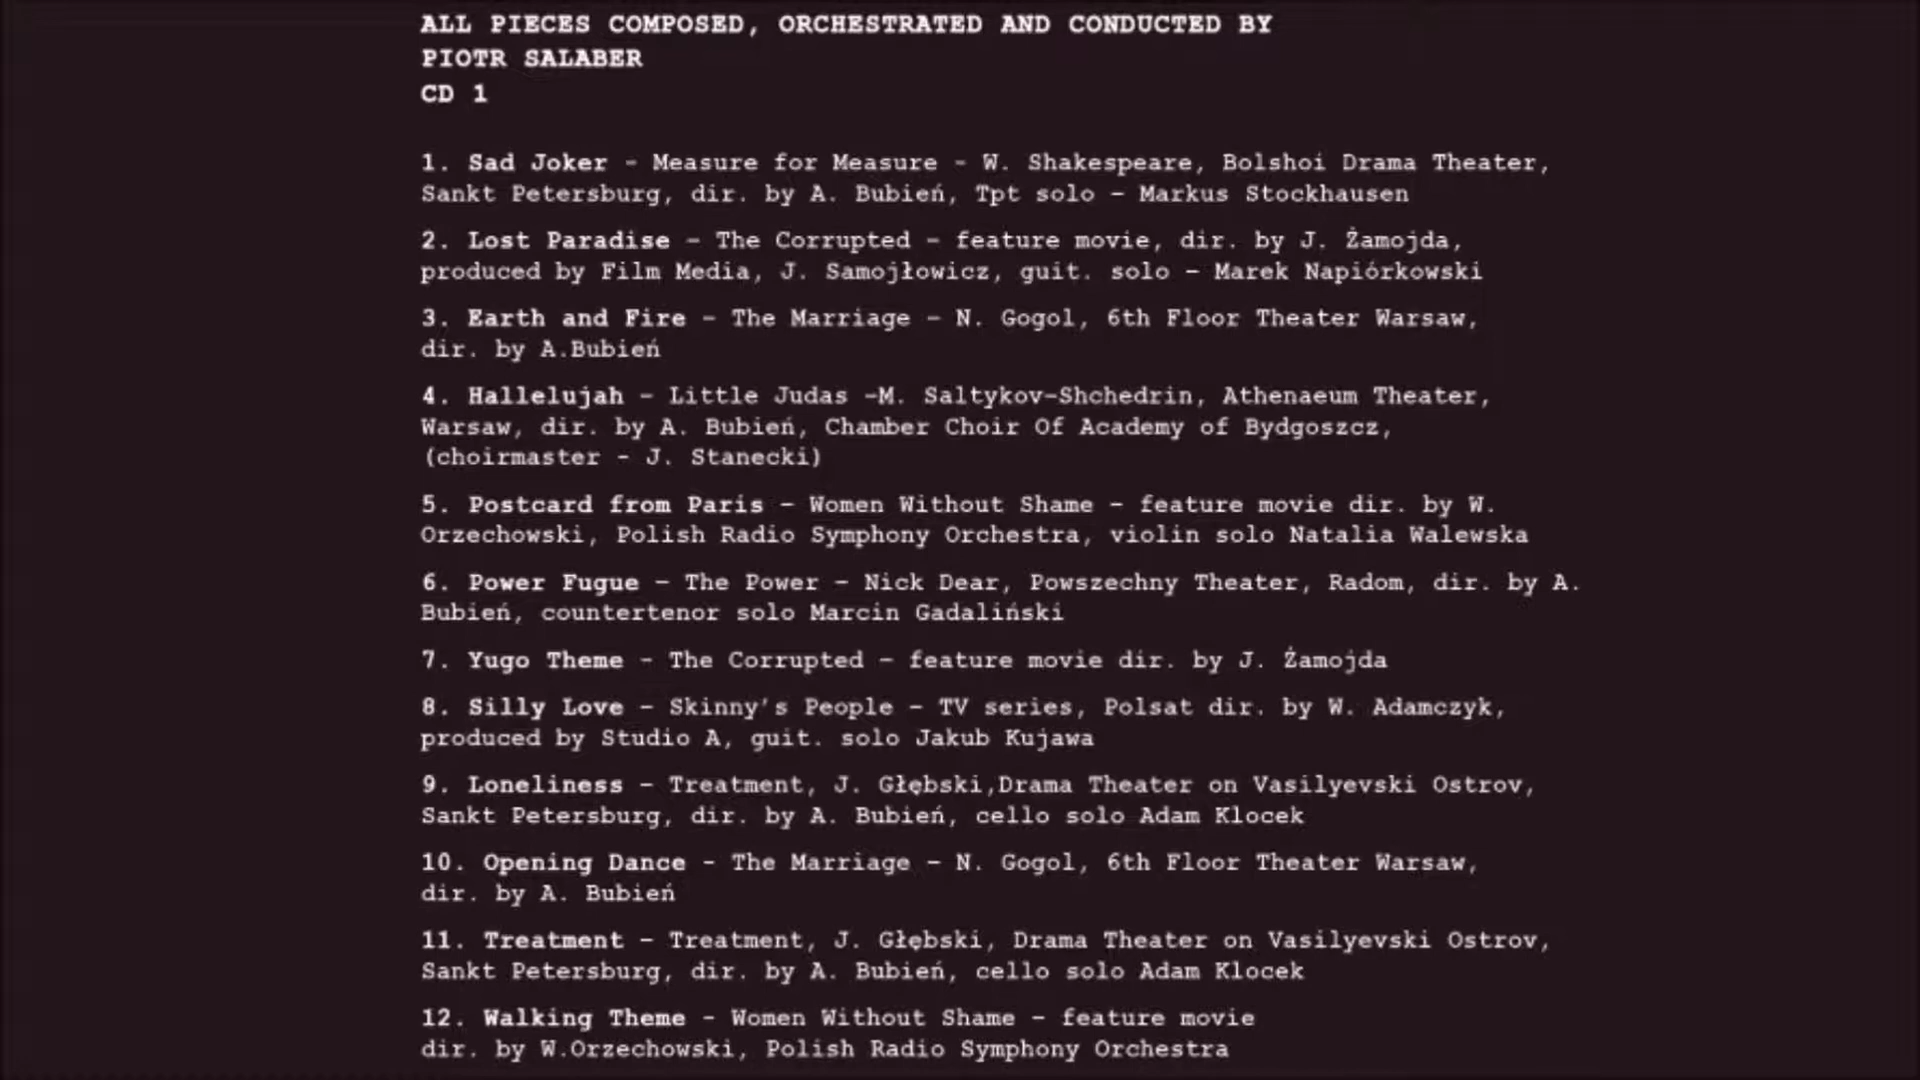 ALL PIECES COMPOSED, ORCHESTRATED AND CONDUCTED BY
PIOTR SALABER
CD 1
1. Sad Joker - Measure for Measure - W. Shakespeare, Bolshoi Drama Theater,
Sankt Petersburg, dir. by A. Bubień, Tpt solo – Markus Stockhausen
2. Lost Paradise – The Corrupted – feature movie, dir. by J. Żamojda,
produced by Film Media, J. Samojłowicz, guit. solo – Marek Napiórkowski
3. Earth and Fire – The Marriage – N. Gogol, 6th Floor Theater Warsaw,
dir. by A.Bubień
4. Hallelujah – Little Judas –M. Saltykov-Shchedrin, Athenaeum Theater,
Warsaw, dir. by A. Bubień, Chamber Choir Of Academy of Bydgoszcz,
(choirmaster - J. Stanecki)
5. Postcard from Paris – Women Without Shame – feature movie dir. by W.
Orzechowski, Polish Radio Symphony Orchestra, violin solo Natalia Walewska
6. Power Fugue – The Power – Nick Dear, Powszechny Theater, Radom, dir. by A.
Bubień, countertenor solo Marcin Gadaliński
7. Yugo Theme - The Corrupted – feature movie dir. by J. Żamojda
8. Silly Love – Skinny's People – TV series, Polsat dir. by W. Adamczyk,
produced by Studio A, guit. solo Jakub Kujawa
9. Loneliness – Treatment, J. Głębski,Drama Theater on Vasilyevski Ostrov,
Sankt Petersburg, dir. by A. Bubień, cello solo Adam Klocek
10. Opening Dance - The Marriage – N. Gogol, 6th Floor Theater Warsaw,
dir. by A. Bubień
11. Treatment – Treatment, J. Głębski, Drama Theater on Vasilyevski Ostrov,
Sankt Petersburg, dir. by A. Bubień, cello solo Adam Klocek
12. Walking Theme - Women Without Shame – feature movie
dir. by W.Orzechowski, Polish Radio Symphony Orchestra